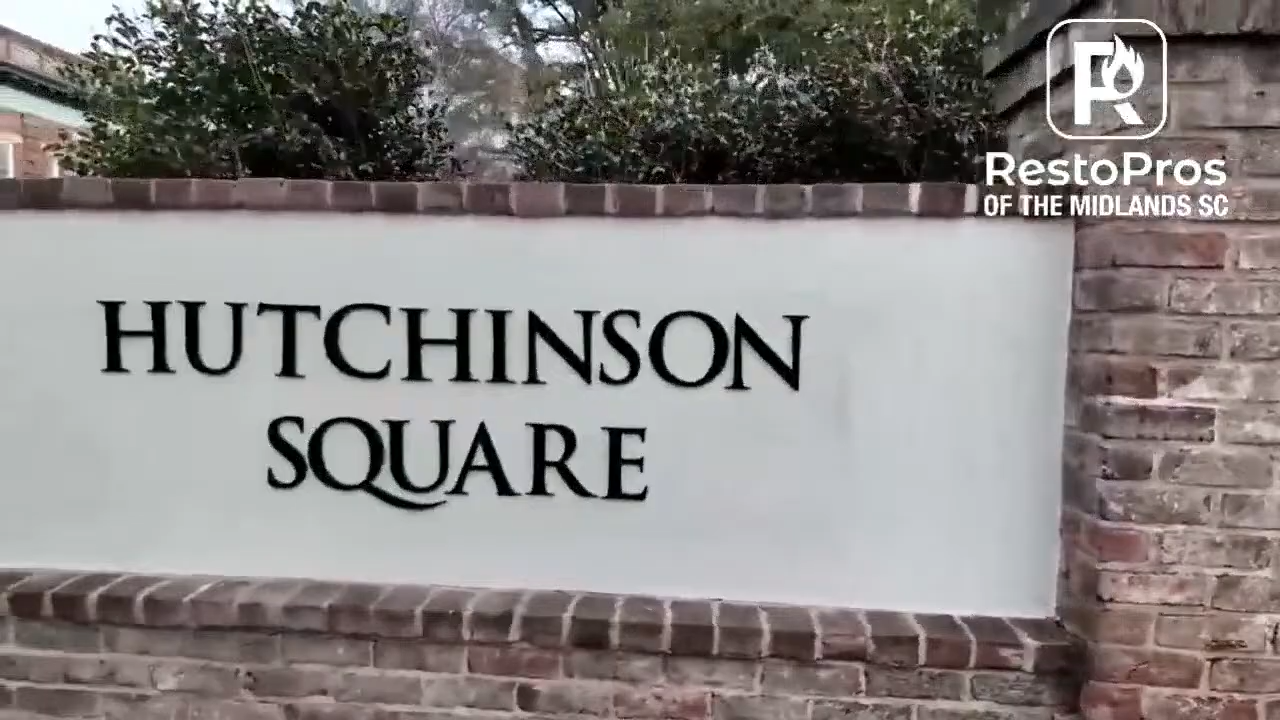 HUTCHINSON
SQUARE
RestoPros
OF THE MIDLANDS SC